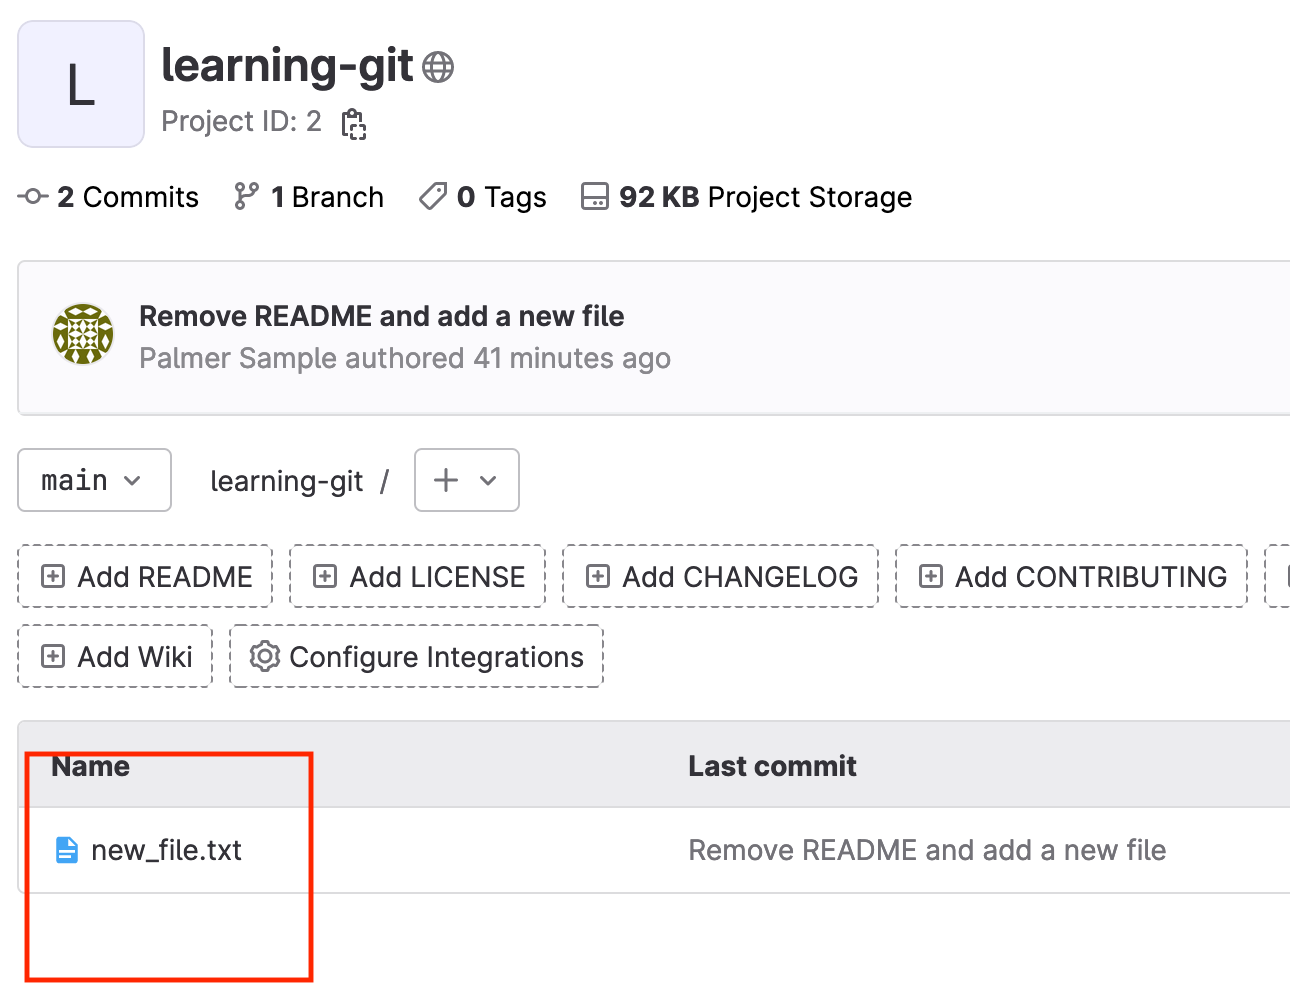 L
learning-git
Project ID: 2
2 Commits 1 Branch 0 Tags 92 KB Project Storage
Remove README and add a new file
Palmer Sample authored 41 minutes ago
main learning-git / +
Add README Add LICENSE Add CHANGELOG Add CONTRIBUTING
Add Wiki Configure Integrations
Name Last commit
new_file.txt Remove README and add a new file